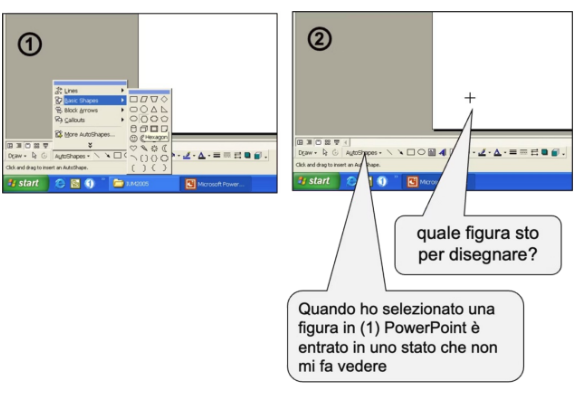 1
Lines
Basic Shapes
Block Arrows
Callouts
More AutoShapes...
Hexagon
Draw
AutoShapes
Click and drag to insert an AutoShape.
start
Microsoft Power...
2
Draw
AutoShapes
Click and drag to insert an
start
quale figura sto
per disegnare?
Quando ho selezionato una
figura in (1) PowerPoint è
entrato in uno stato che non
mi fa vedere